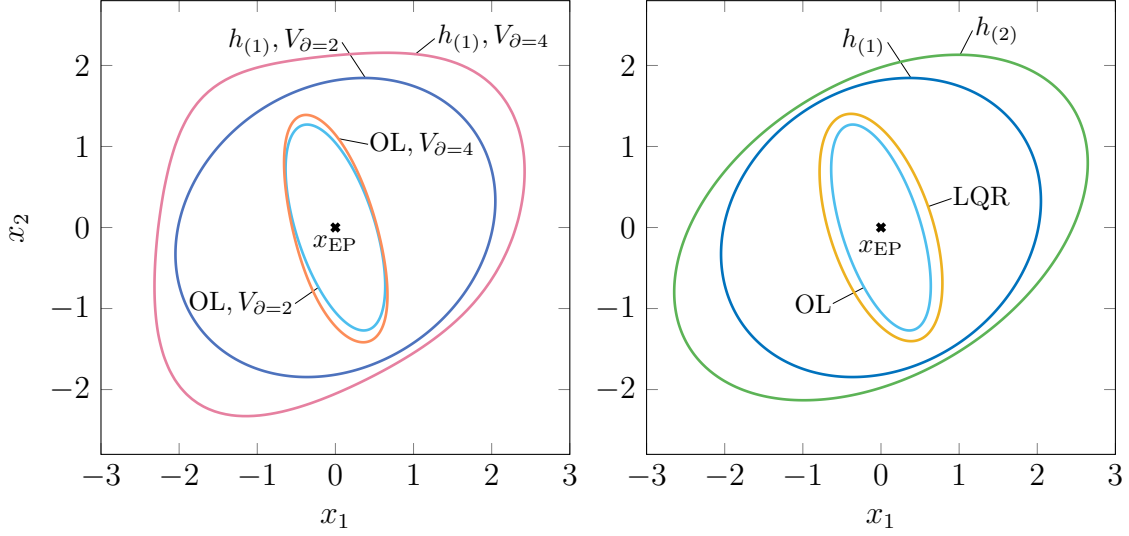 h(1), V∂=2
h(1), V∂=4
OL, V∂=4
xEP
OL, V∂=2
2
1
0
−1
−2
x2
−3 −2 −1 0 1 2 3
x1
h(1)
h(2)
LQR
xEP
OL
2
1
0
−1
−2
−3 −2 −1 0 1 2 3
x1